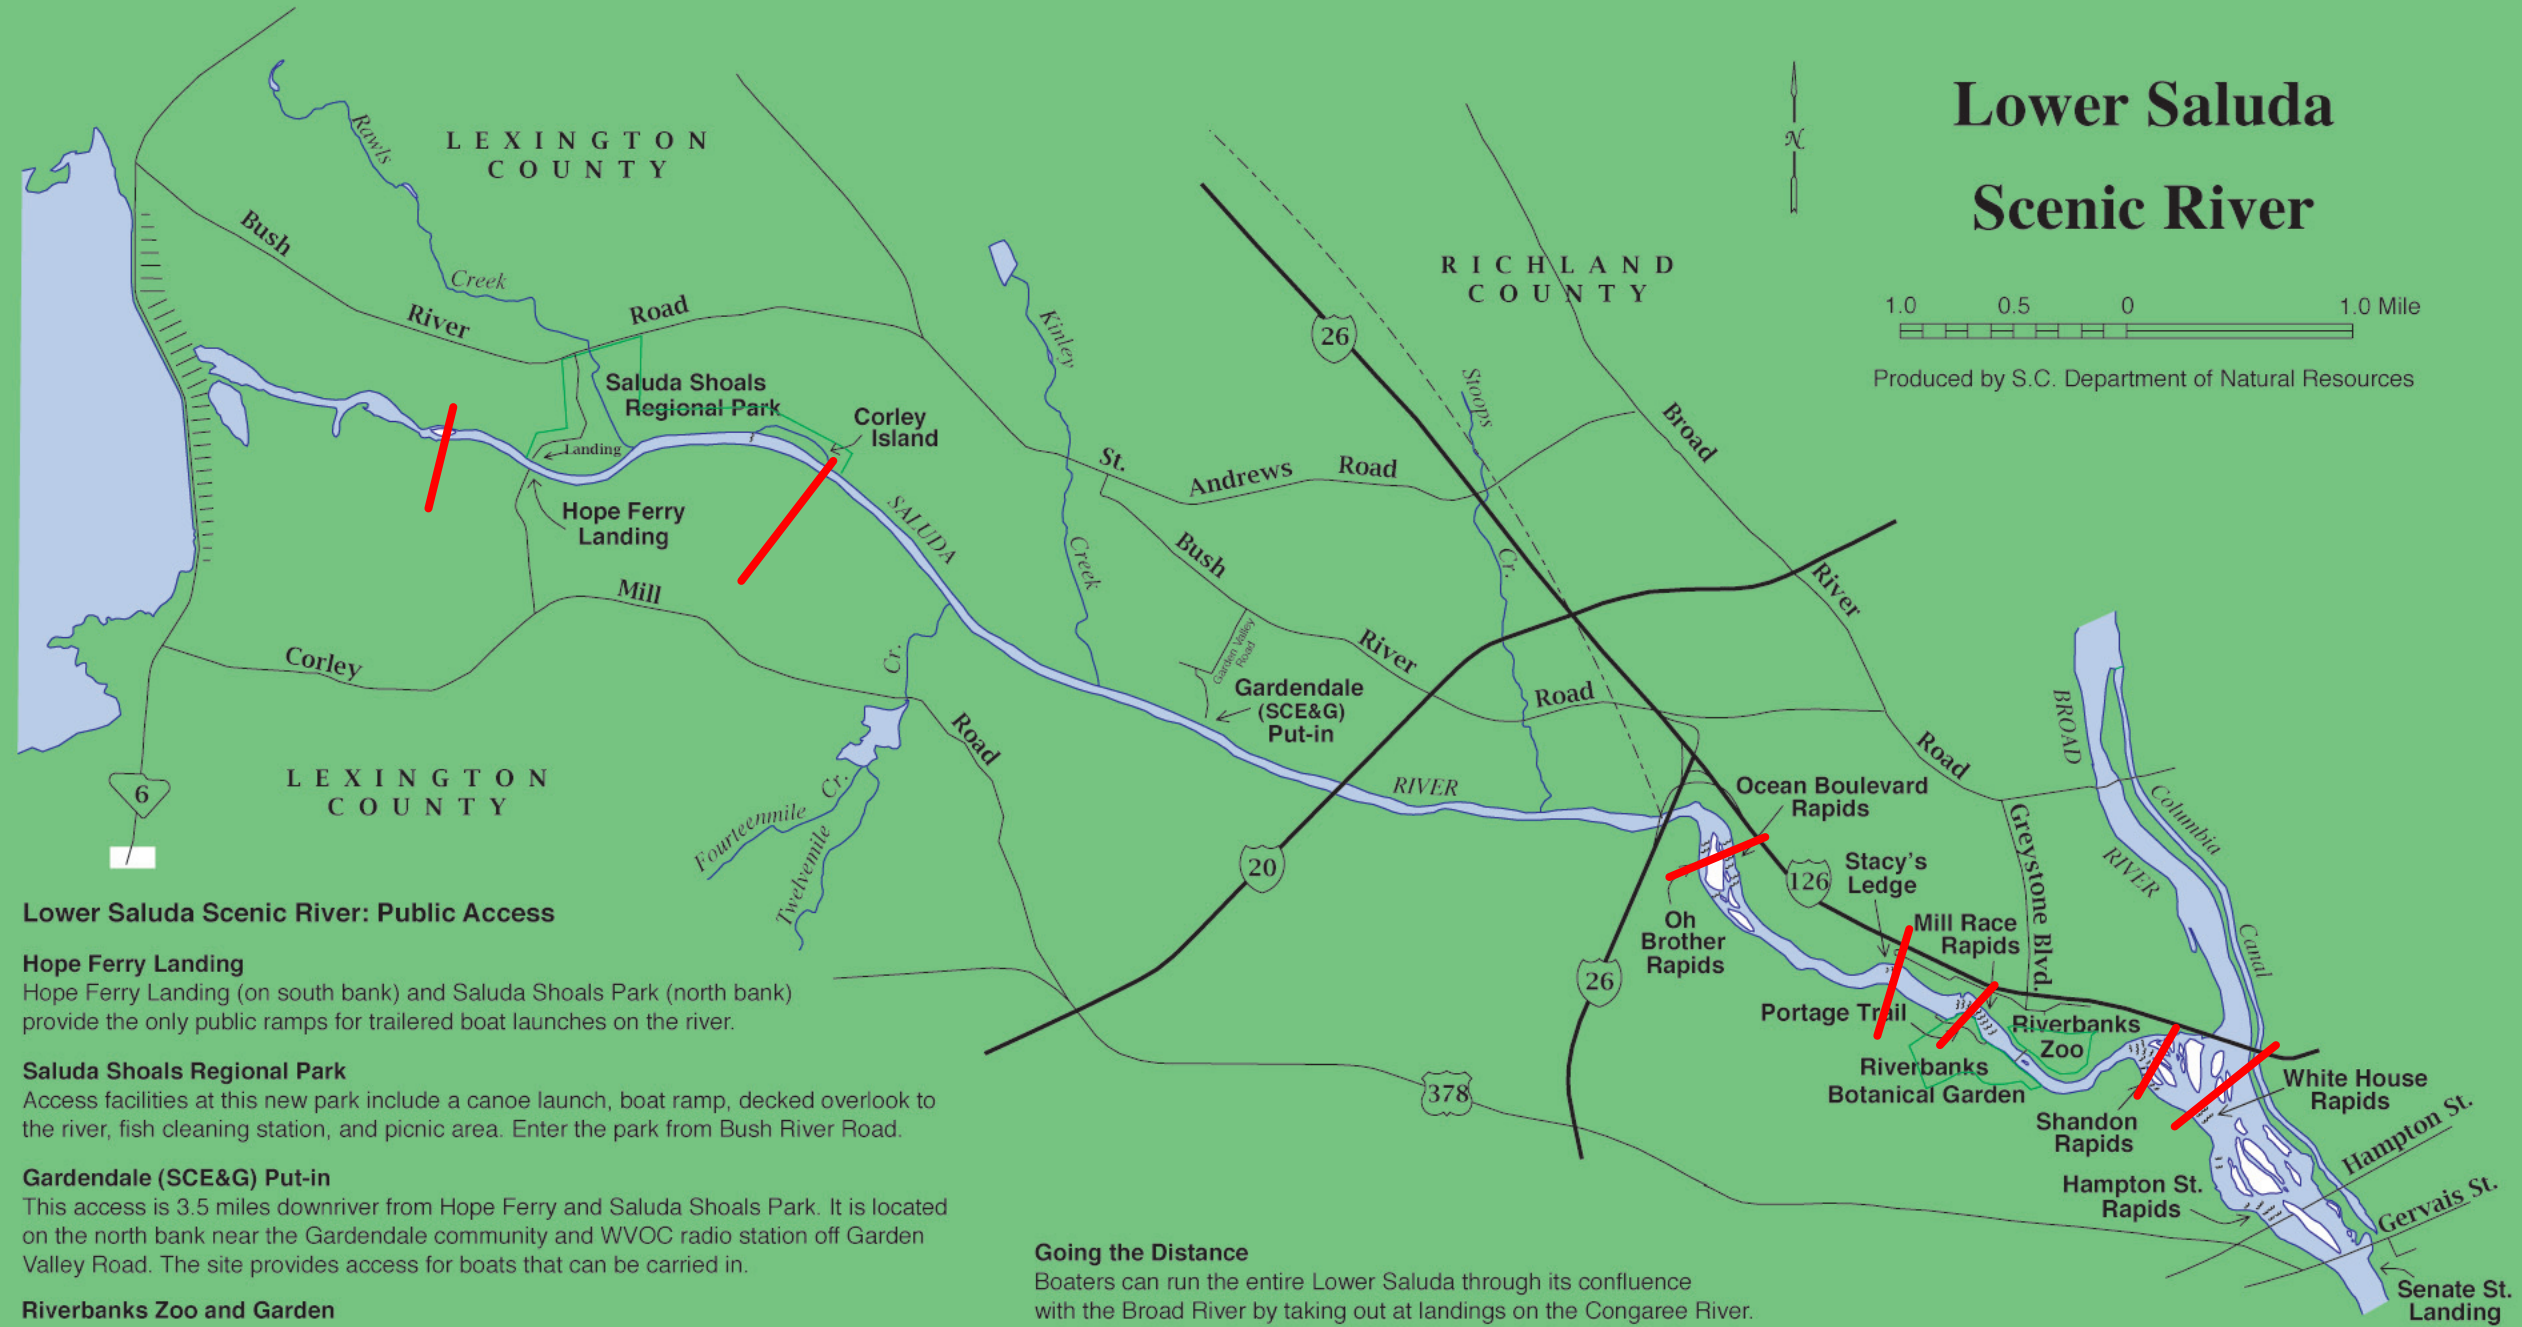 Lower Saluda
Scenic River
N
1.0 0.5 0 1.0 Mile
Produced by S.C. Department of Natural Resources
LEXINGTON
COUNTY
RICHLAND
COUNTY
LEXINGTON
COUNTY
Rawls
Creek
Bush
River
Road
Saluda Shoals
Regional Park
Corley
Island
Landing
Hope Ferry
Landing
SALUDA
Kinley
Creek
St.
Andrews
Road
Stoops
Cr.
26
Broad
River
Road
Bush
River
Road
Garden Valley
Road
Gardendale
(SCE&G)
Put-in
Mill
Corley
Road
Cr.
Fourteenmile
Cr.
Twelvemile
6
RIVER
20
26
126
378
Ocean Boulevard
Rapids
Stacy's
Ledge
Mill Race
Rapids
Oh
Brother
Rapids
Portage Trail
Greystone Blvd.
Riverbanks
Zoo
Riverbanks
Botanical Garden
BROAD
RIVER
Columbia
Canal
Shandon
Rapids
White House
Rapids
Hampton St.
Rapids
Hampton St.
Gervais St.
Senate St.
Landing
Lower Saluda Scenic River: Public Access
Hope Ferry Landing
Hope Ferry Landing (on south bank) and Saluda Shoals Park (north bank)
provide the only public ramps for trailered boat launches on the river.
Saluda Shoals Regional Park
Access facilities at this new park include a canoe launch, boat ramp, decked overlook to
the river, fish cleaning station, and picnic area. Enter the park from Bush River Road.
Gardendale (SCE&G) Put-in
This access is 3.5 miles downriver from Hope Ferry and Saluda Shoals Park. It is located
on the north bank near the Gardendale community and WVOC radio station off Garden
Valley Road. The site provides access for boats that can be carried in.
Riverbanks Zoo and Garden
Going the Distance
Boaters can run the entire Lower Saluda through its confluence
with the Broad River by taking out at landings on the Congaree River.